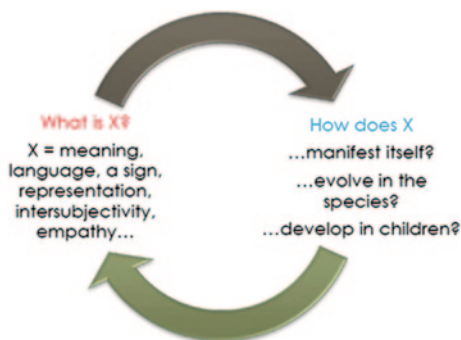 What is X?
X = meaning,
language, a sign,
representation,
intersubjectivity,
empathy…
How does X
…manifest itself?
…evolve in the
species?
…develop in children?